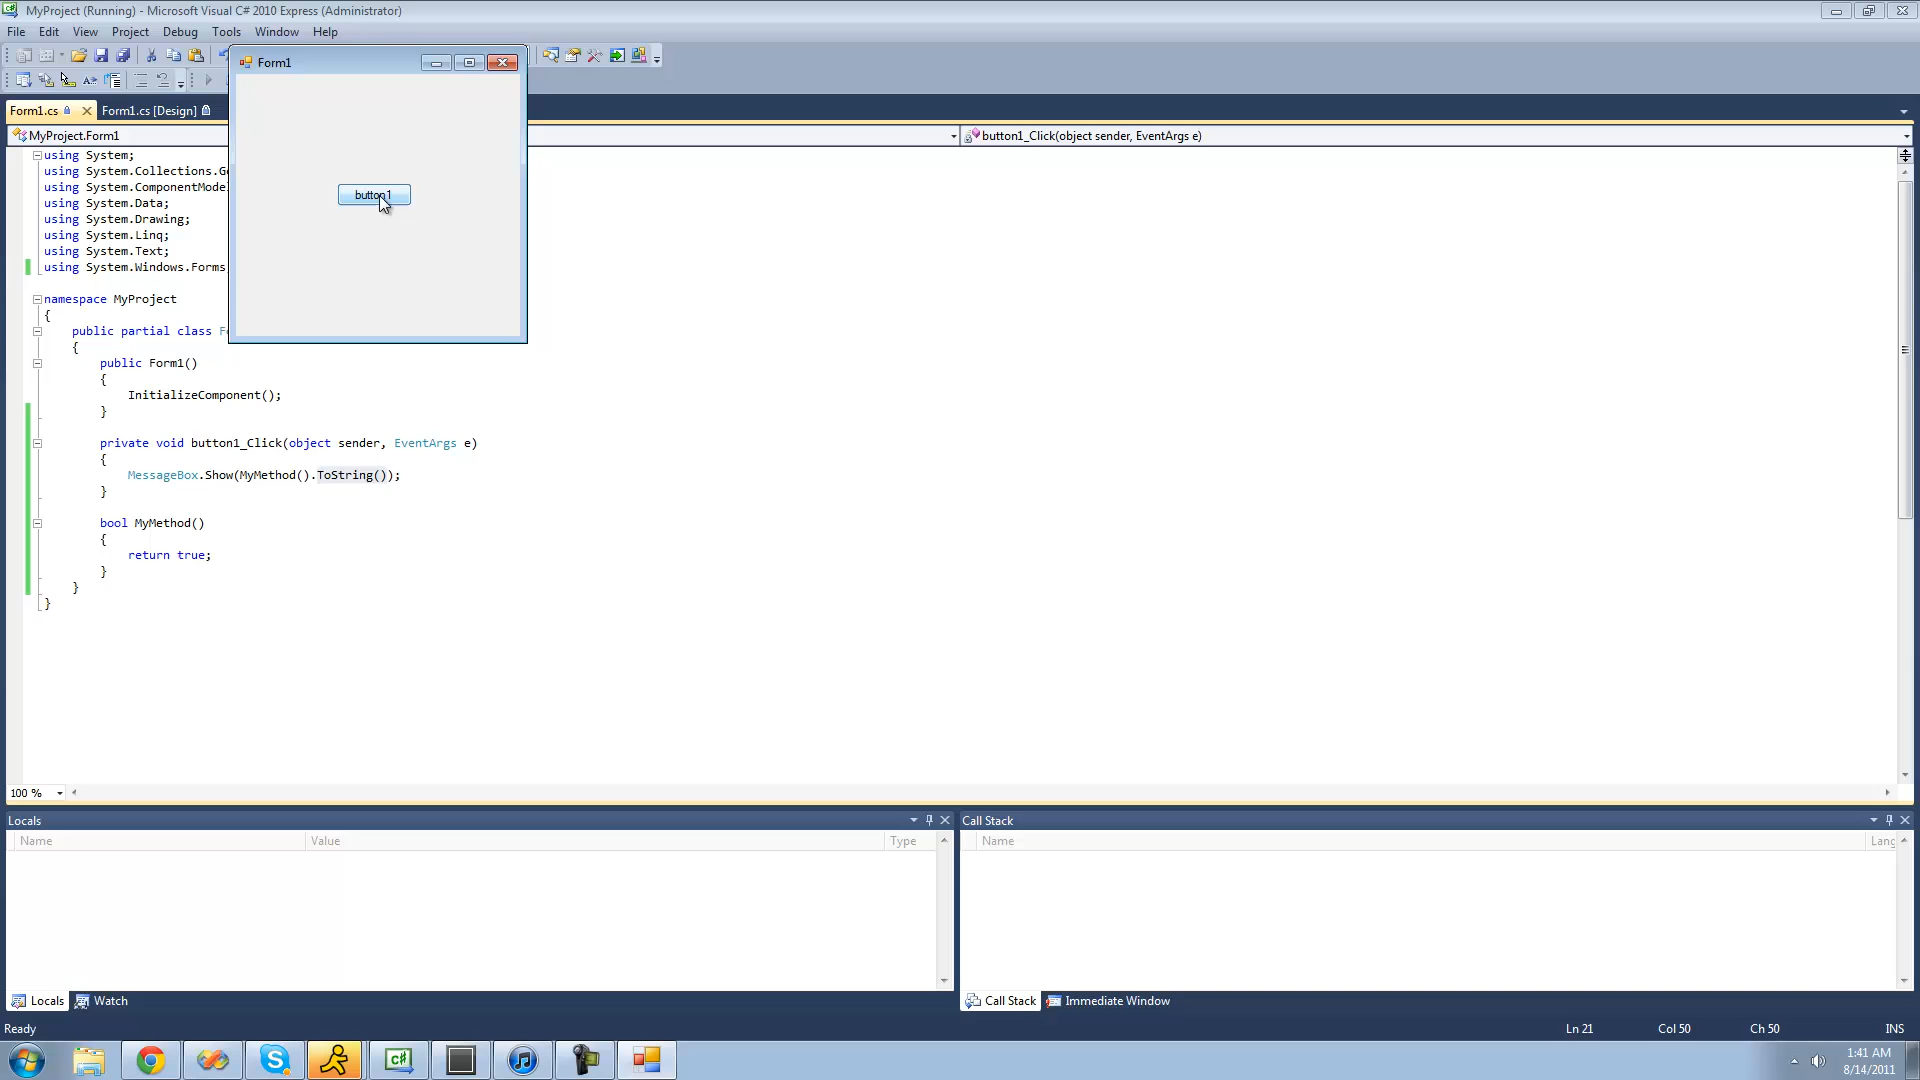 MyProject (Running) - Microsoft Visual C# 2010 Express (Administrator)
File Edit View Project Debug Tools Window Help
Form1
Form1.cs Form1.cs [Design]
MyProject.Form1 button1_Click(object sender, EventArgs e)
button1
using System;
using System.Collections.Ge
using System.ComponentModel
using System.Data;
using System.Drawing;
using System.Linq;
using System.Text;
using System.Windows.Forms;
namespace MyProject
{
public partial class Fo
{
public Form1()
{
InitializeComponent();
}
private void button1_Click(object sender, EventArgs e)
{
MessageBox.Show(MyMethod().ToString());
}
bool MyMethod()
{
return true;
}
}
}
100 %
Locals Call Stack
Name Value Type Name Lang
Locals Watch Call Stack Immediate Window
Ready Ln 21 Col 50 Ch 50 INS
1:41 AM
8/14/2011